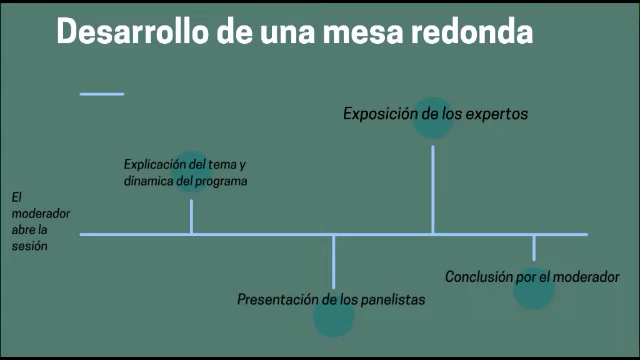 Desarrollo de una mesa redonda
El
moderador
abre la
sesión
Explicación del tema y
dinamica del programa
Presentación de los panelistas
Exposición de los expertos
Conclusión por el moderador